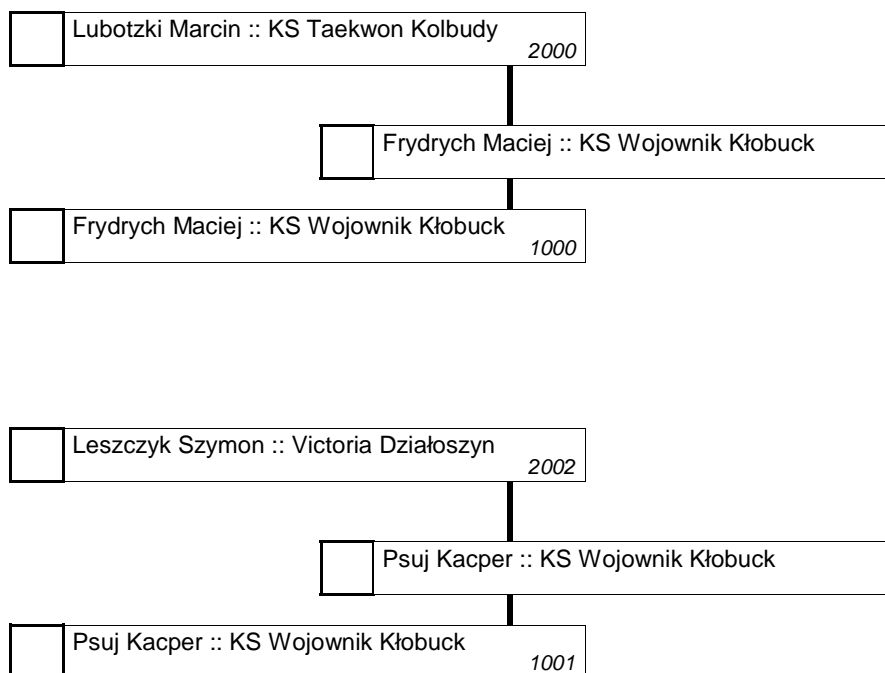 Lubotzki Marcin :: KS Taekwon Kolbudy
2000
Frydrych Maciej :: KS Wojownik Kłobuck
Frydrych Maciej :: KS Wojownik Kłobuck
1000
Leszczyk Szymon :: Victoria Działoszyn
2002
Psuj Kacper :: KS Wojownik Kłobuck
Psuj Kacper :: KS Wojownik Kłobuck
1001